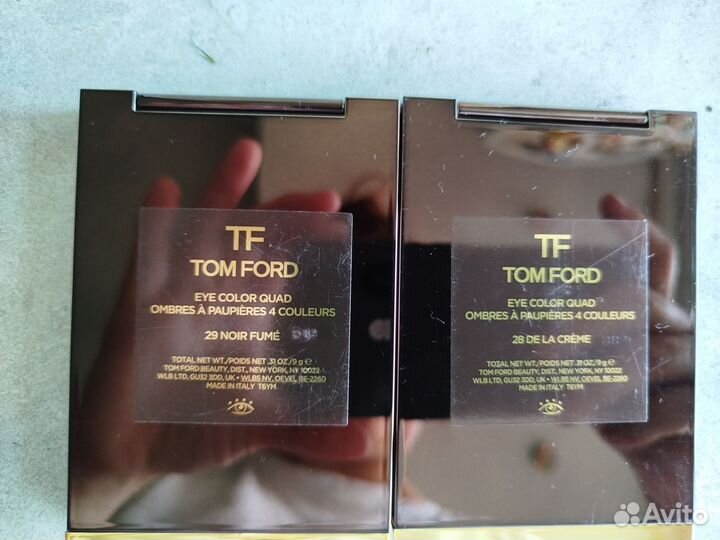 TF
TOM FORD
EYE COLOR QUAD
OMBRES À PAUPIÈRES 4 COULEURS
29 NOIR FUMÉ
TOTAL NET WT./POIDS NET .31 OZ/9 g ℮
TOM FORD BEAUTY, DIST., NEW YORK, NY 10022
WLB LTD, GU32 3DD, UK • WLBS NV, OEVEL BE-2260
MADE IN ITALY T6YM
TF
TOM FORD
EYE COLOR QUAD
OMBRES À PAUPIÈRES 4 COULEURS
28 DE LA CRÈME
TOTAL NET WT./POIDS NET .31 OZ/9 g ℮
TOM FORD BEAUTY, DIST., NEW YORK, NY 10022
WLB LTD, GU32 3DD, UK • WLBS NV, OEVEL BE-2260
MADE IN ITALY T6YM
Avito